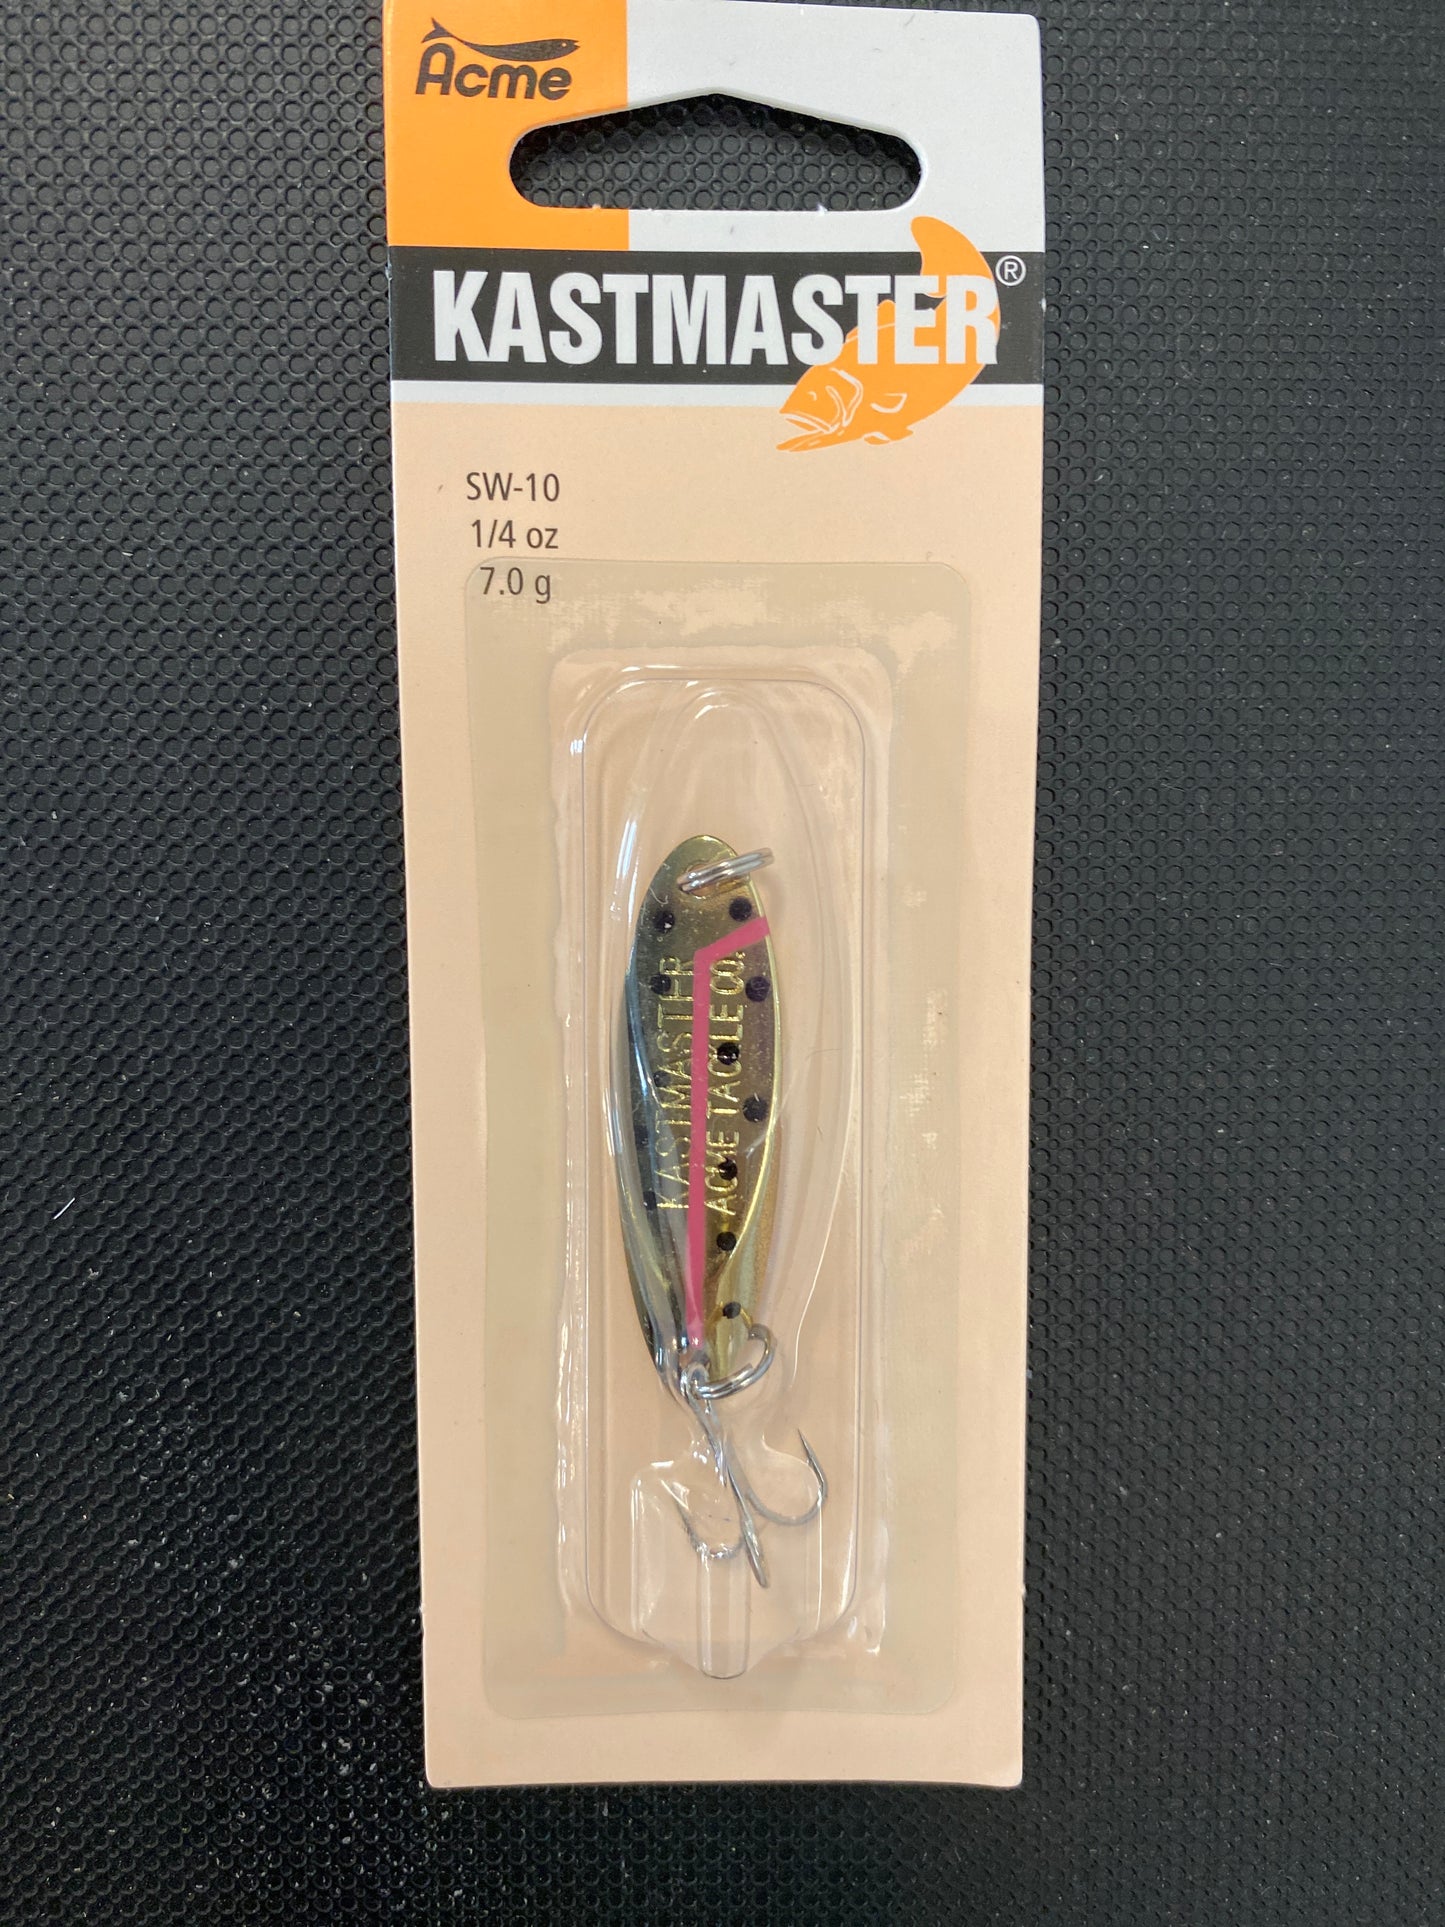 Acme
KASTMASTER®
SW-10
1/4 oz
7.0 g
KASTMASTER
ACME TACKLE CO.